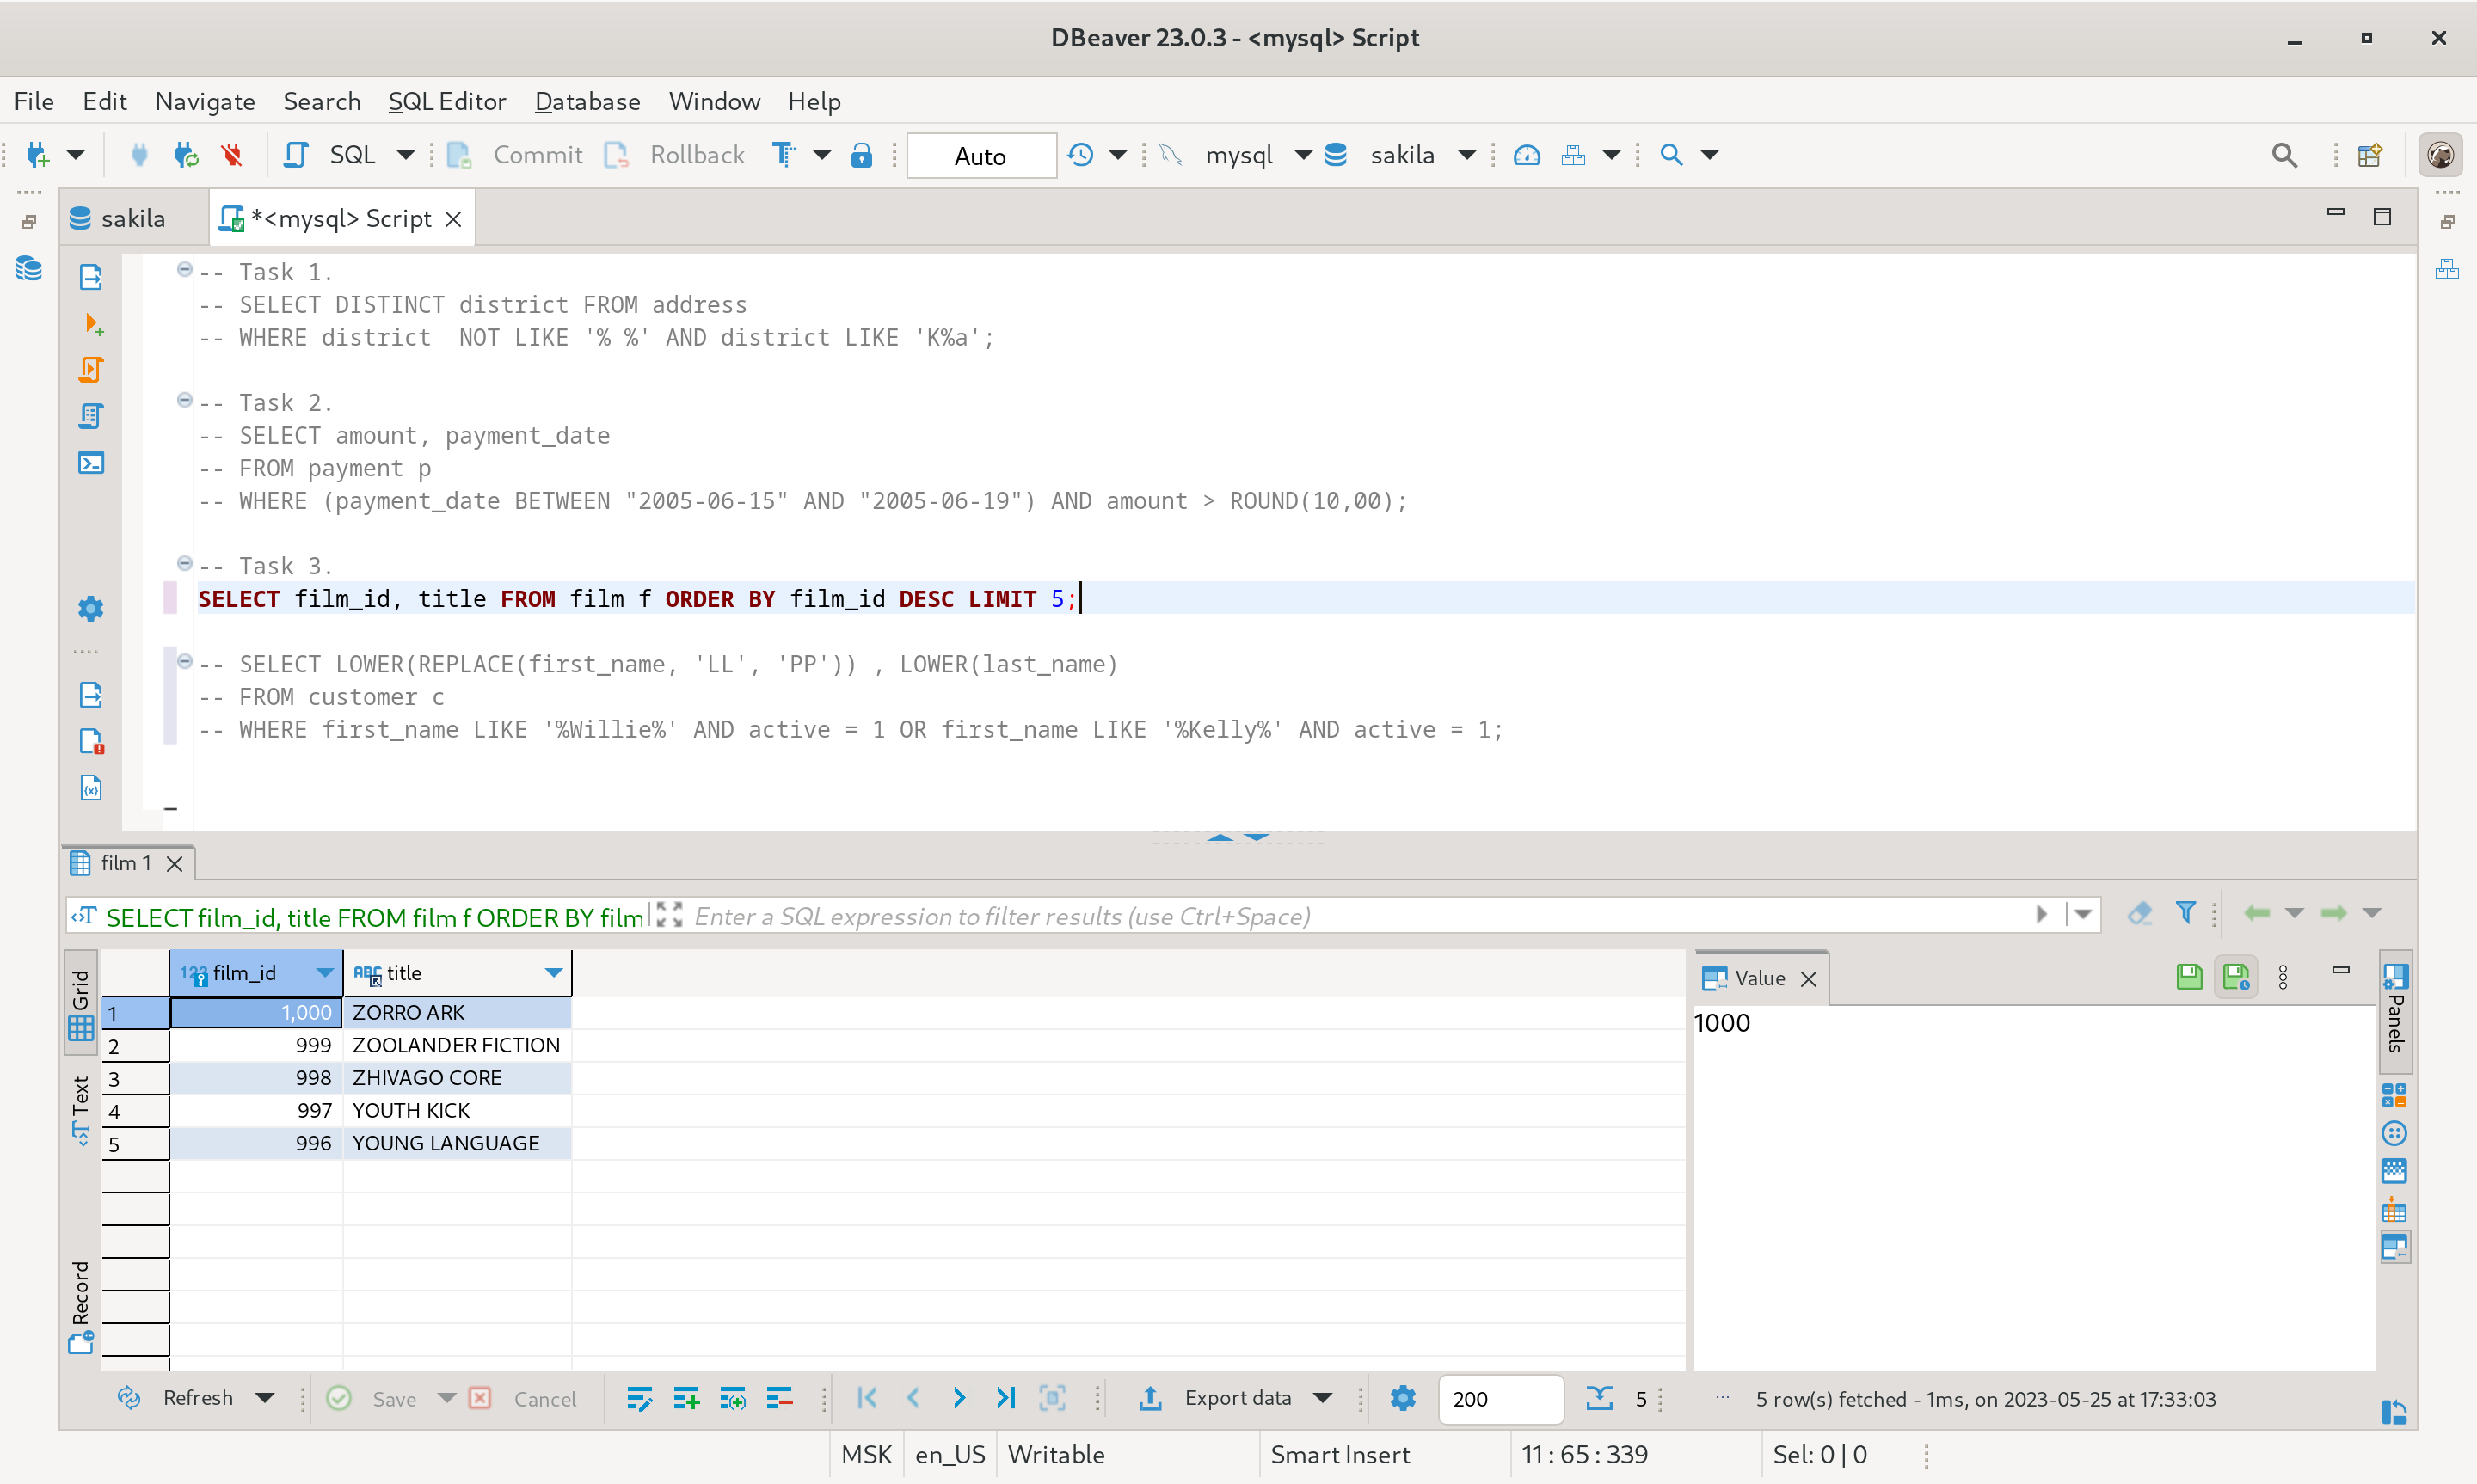 DBeaver 23.0.3 - <mysql> Script
File Edit Navigate Search SQL Editor Database Window Help
SQL Commit Rollback Auto mysql sakila
sakila *<mysql> Script
-- Task 1.
-- SELECT DISTINCT district FROM address
-- WHERE district  NOT LIKE '% %' AND district LIKE 'K%a';
-- Task 2.
-- SELECT amount, payment_date
-- FROM payment p
-- WHERE (payment_date BETWEEN "2005-06-15" AND "2005-06-19") AND amount > ROUND(10,00);
-- Task 3.
SELECT film_id, title FROM film f ORDER BY film_id DESC LIMIT 5;
-- SELECT LOWER(REPLACE(first_name, 'LL', 'PP')) , LOWER(last_name)
-- FROM customer c
-- WHERE first_name LIKE '%Willie%' AND active = 1 OR first_name LIKE '%Kelly%' AND active = 1;
film 1
SELECT film_id, title FROM film f ORDER BY film Enter a SQL expression to filter results (use Ctrl+Space)
Grid
Text
Record
123 film_id ABC title
1 1,000 ZORRO ARK
2 999 ZOOLANDER FICTION
3 998 ZHIVAGO CORE
4 997 YOUTH KICK
5 996 YOUNG LANGUAGE
Value
1000
Panels
Refresh Save Cancel Export data 200 5 ... 5 row(s) fetched - 1ms, on 2023-05-25 at 17:33:03
MSK en_US Writable Smart Insert 11 : 65 : 339 Sel: 0 | 0